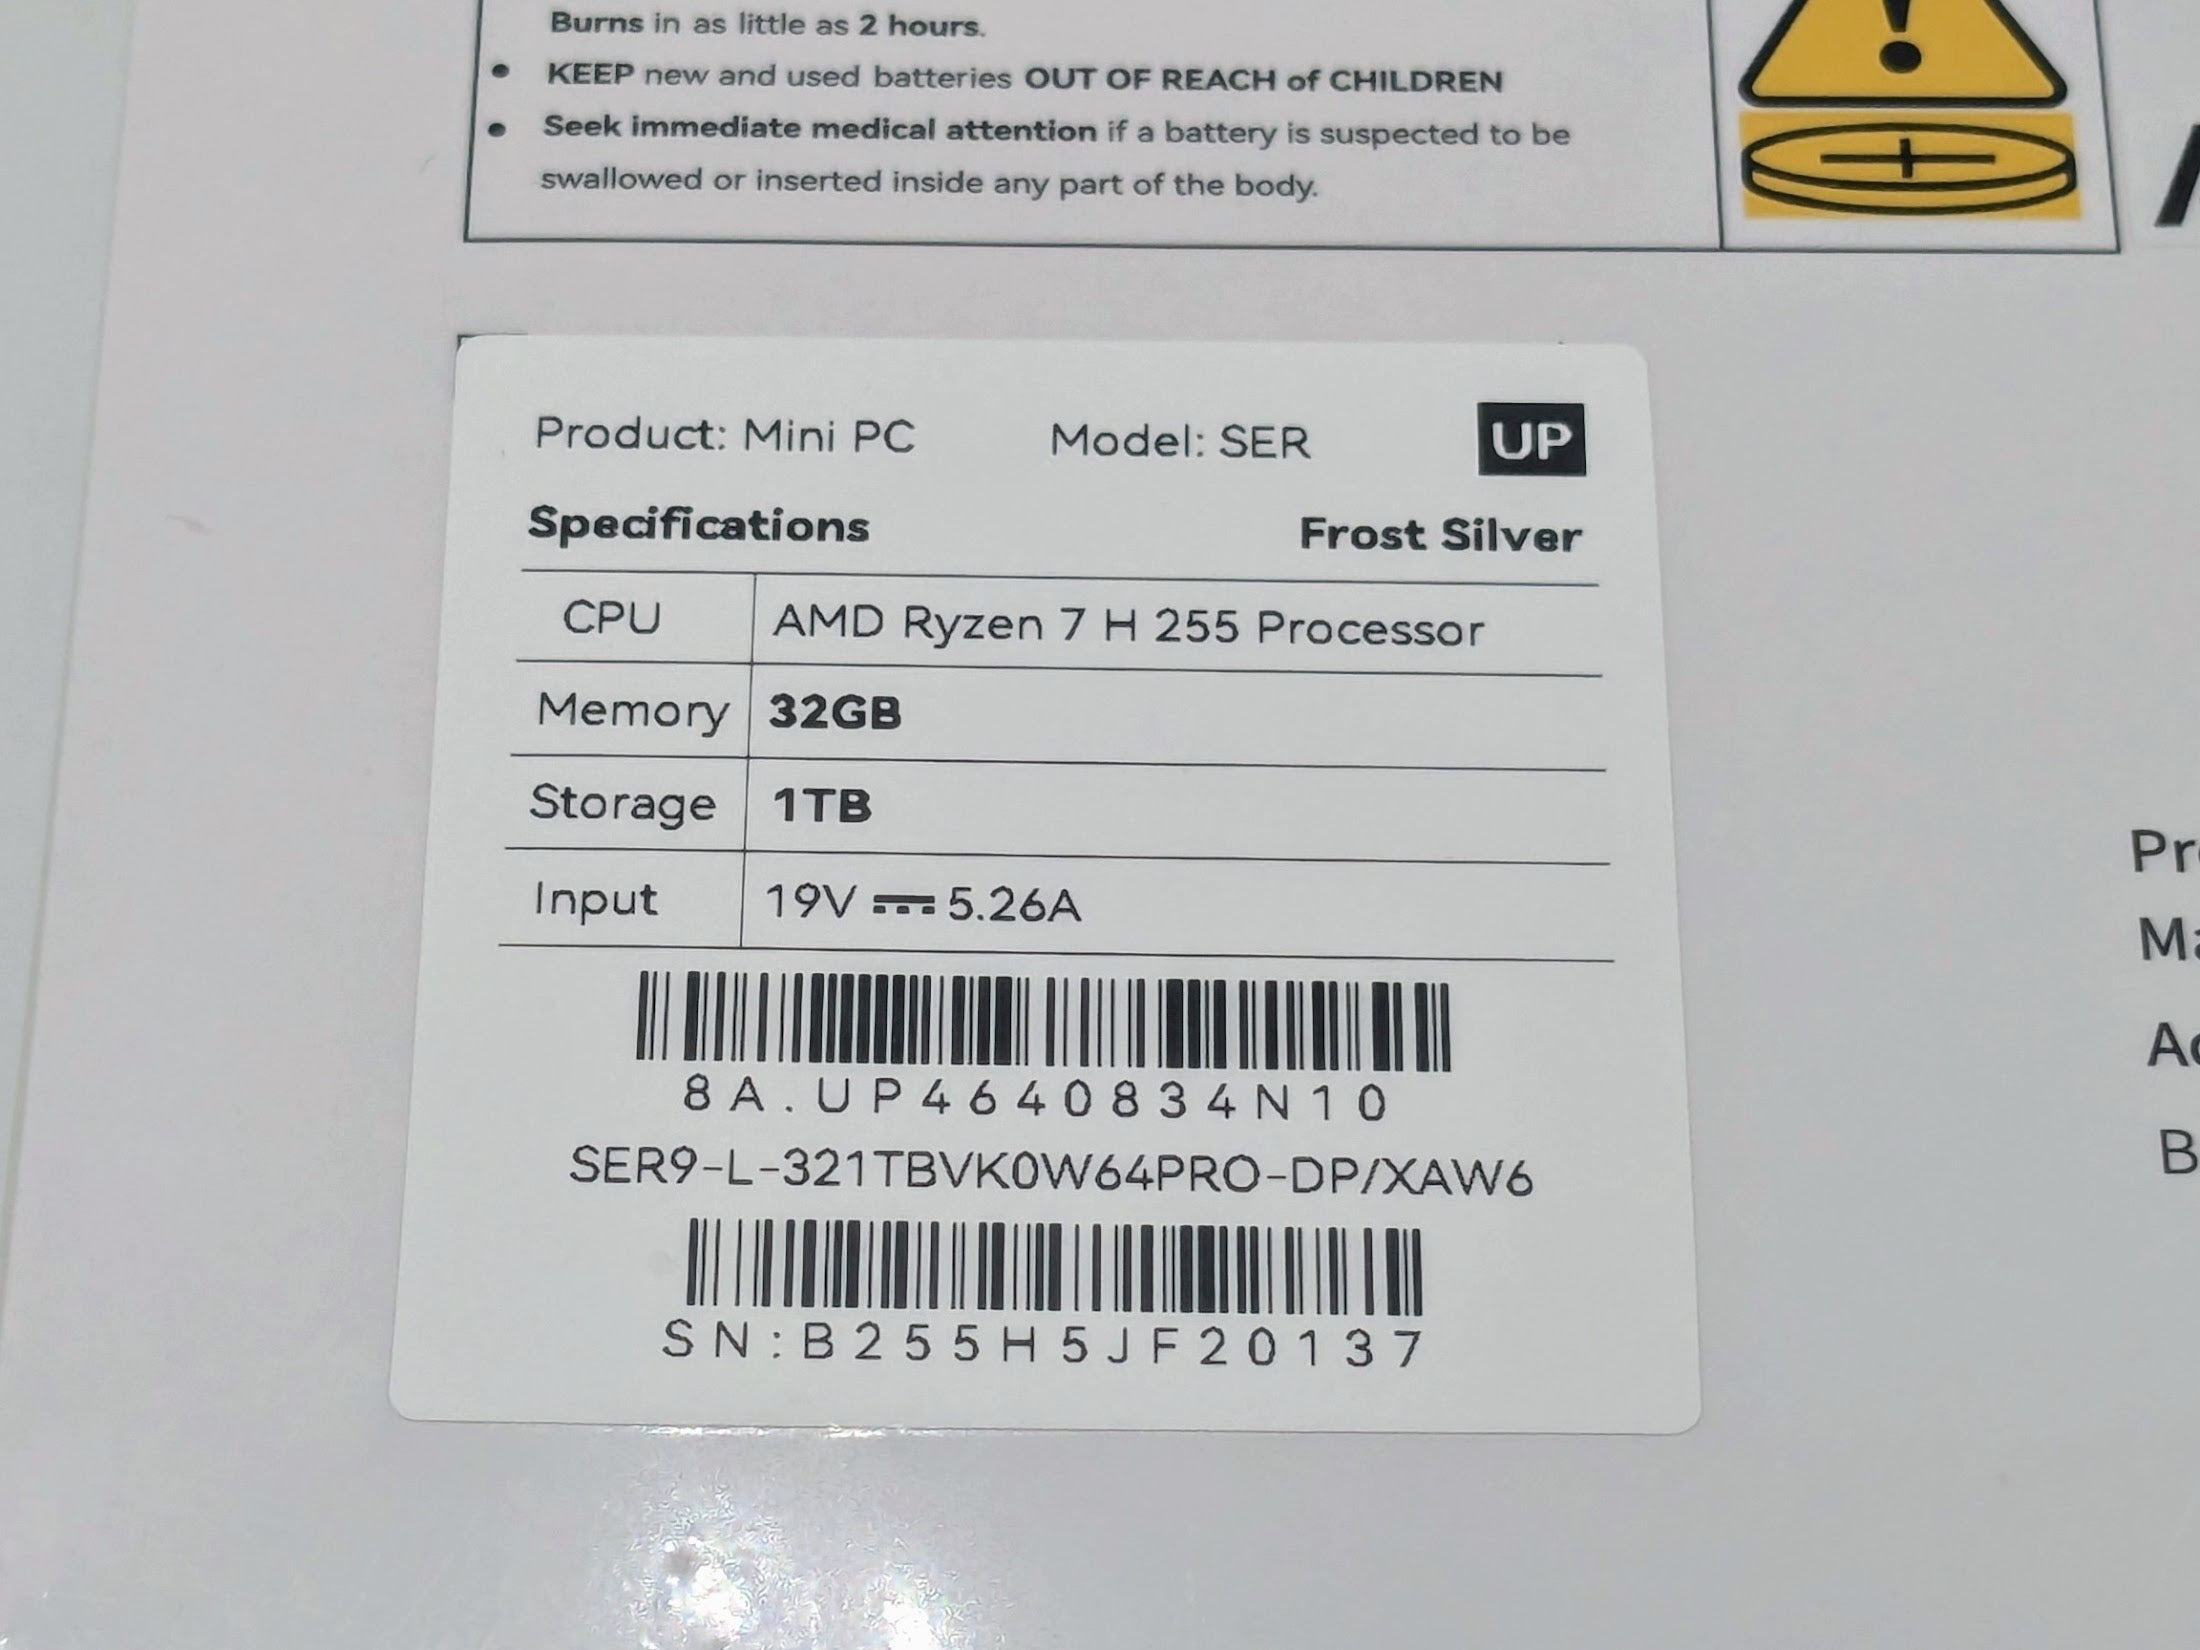 Burns in as little as 2 hours.
• KEEP new and used batteries OUT OF REACH of CHILDREN
• Seek immediate medical attention if a battery is suspected to be
swallowed or inserted inside any part of the body.
Product: Mini PC Model: SER UP
Specifications Frost Silver
CPU AMD Ryzen 7 H 255 Processor
Memory 32GB
Storage 1TB
Input 19V ⎓ 5.26A
8A.UP4640834N10
SER9-L-321TBVK0W64PRO-DP/XAW6
SN:B255H5JF20137